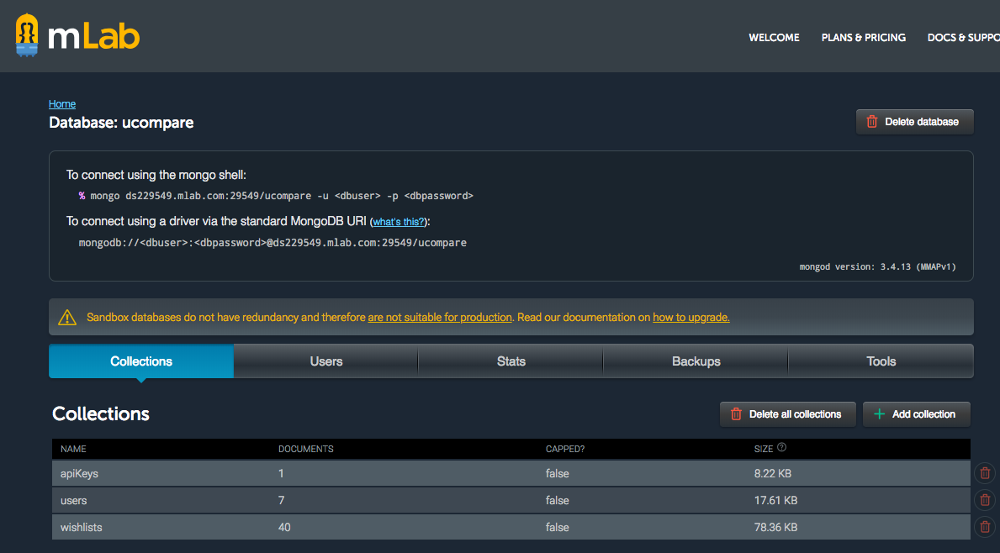 mLab
WELCOME PLANS & PRICING DOCS & SUPPO
Home
Database: ucompare
Delete database
To connect using the mongo shell:
% mongo ds229549.mlab.com:29549/ucompare -u <dbuser> -p <dbpassword>
To connect using a driver via the standard MongoDB URI (what's this?):
mongodb://<dbuser>:<dbpassword>@ds229549.mlab.com:29549/ucompare
mongod version: 3.4.13 (MMAPv1)
Sandbox databases do not have redundancy and therefore are not suitable for production. Read our documentation on how to upgrade.
Collections Users Stats Backups Tools
Collections
Delete all collections Add collection
NAME DOCUMENTS CAPPED? SIZE ?
apiKeys 1 false 8.22 KB
users 7 false 17.61 KB
wishlists 40 false 78.36 KB